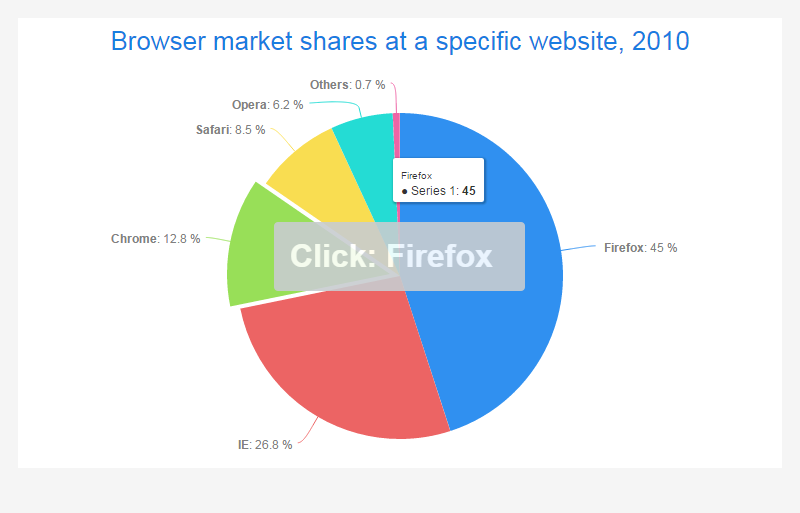 Browser market shares at a specific website, 2010
Others: 0.7 %
Opera: 6.2 %
Safari: 8.5 %
Firefox
● Series 1: 45
Chrome: 12.8 %
Click: Firefox
Firefox: 45 %
IE: 26.8 %